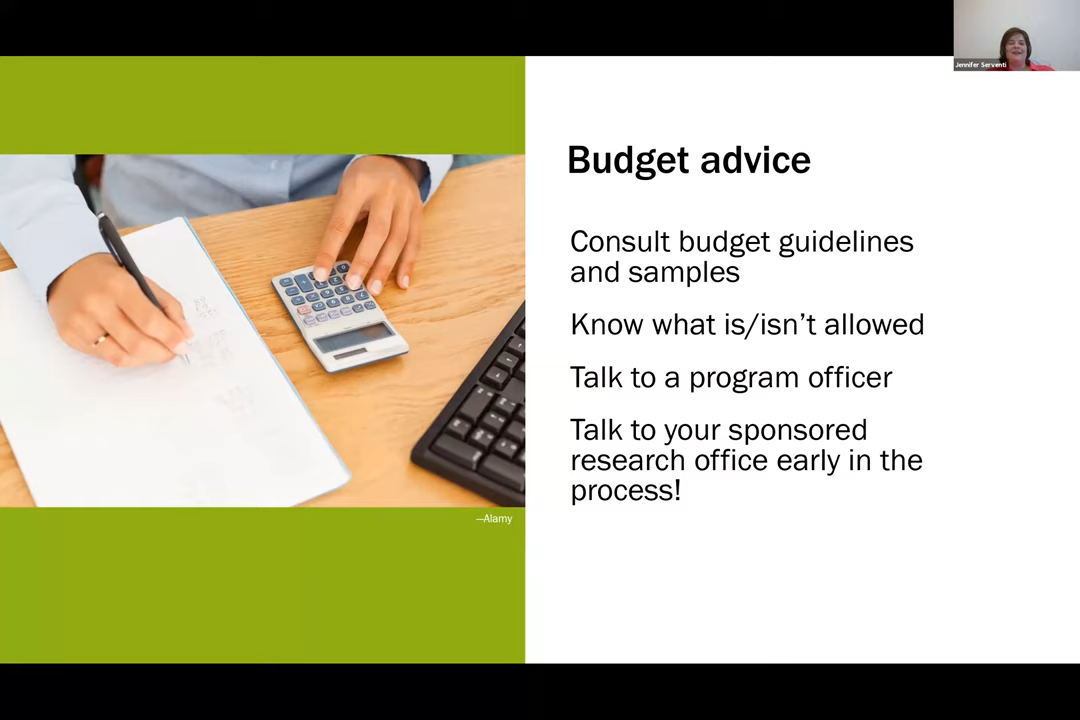 Jennifer Serventi
Budget advice
Consult budget guidelines
and samples
Know what is/isn’t allowed
Talk to a program officer
Talk to your sponsored
research office early in the
process!
—Alamy